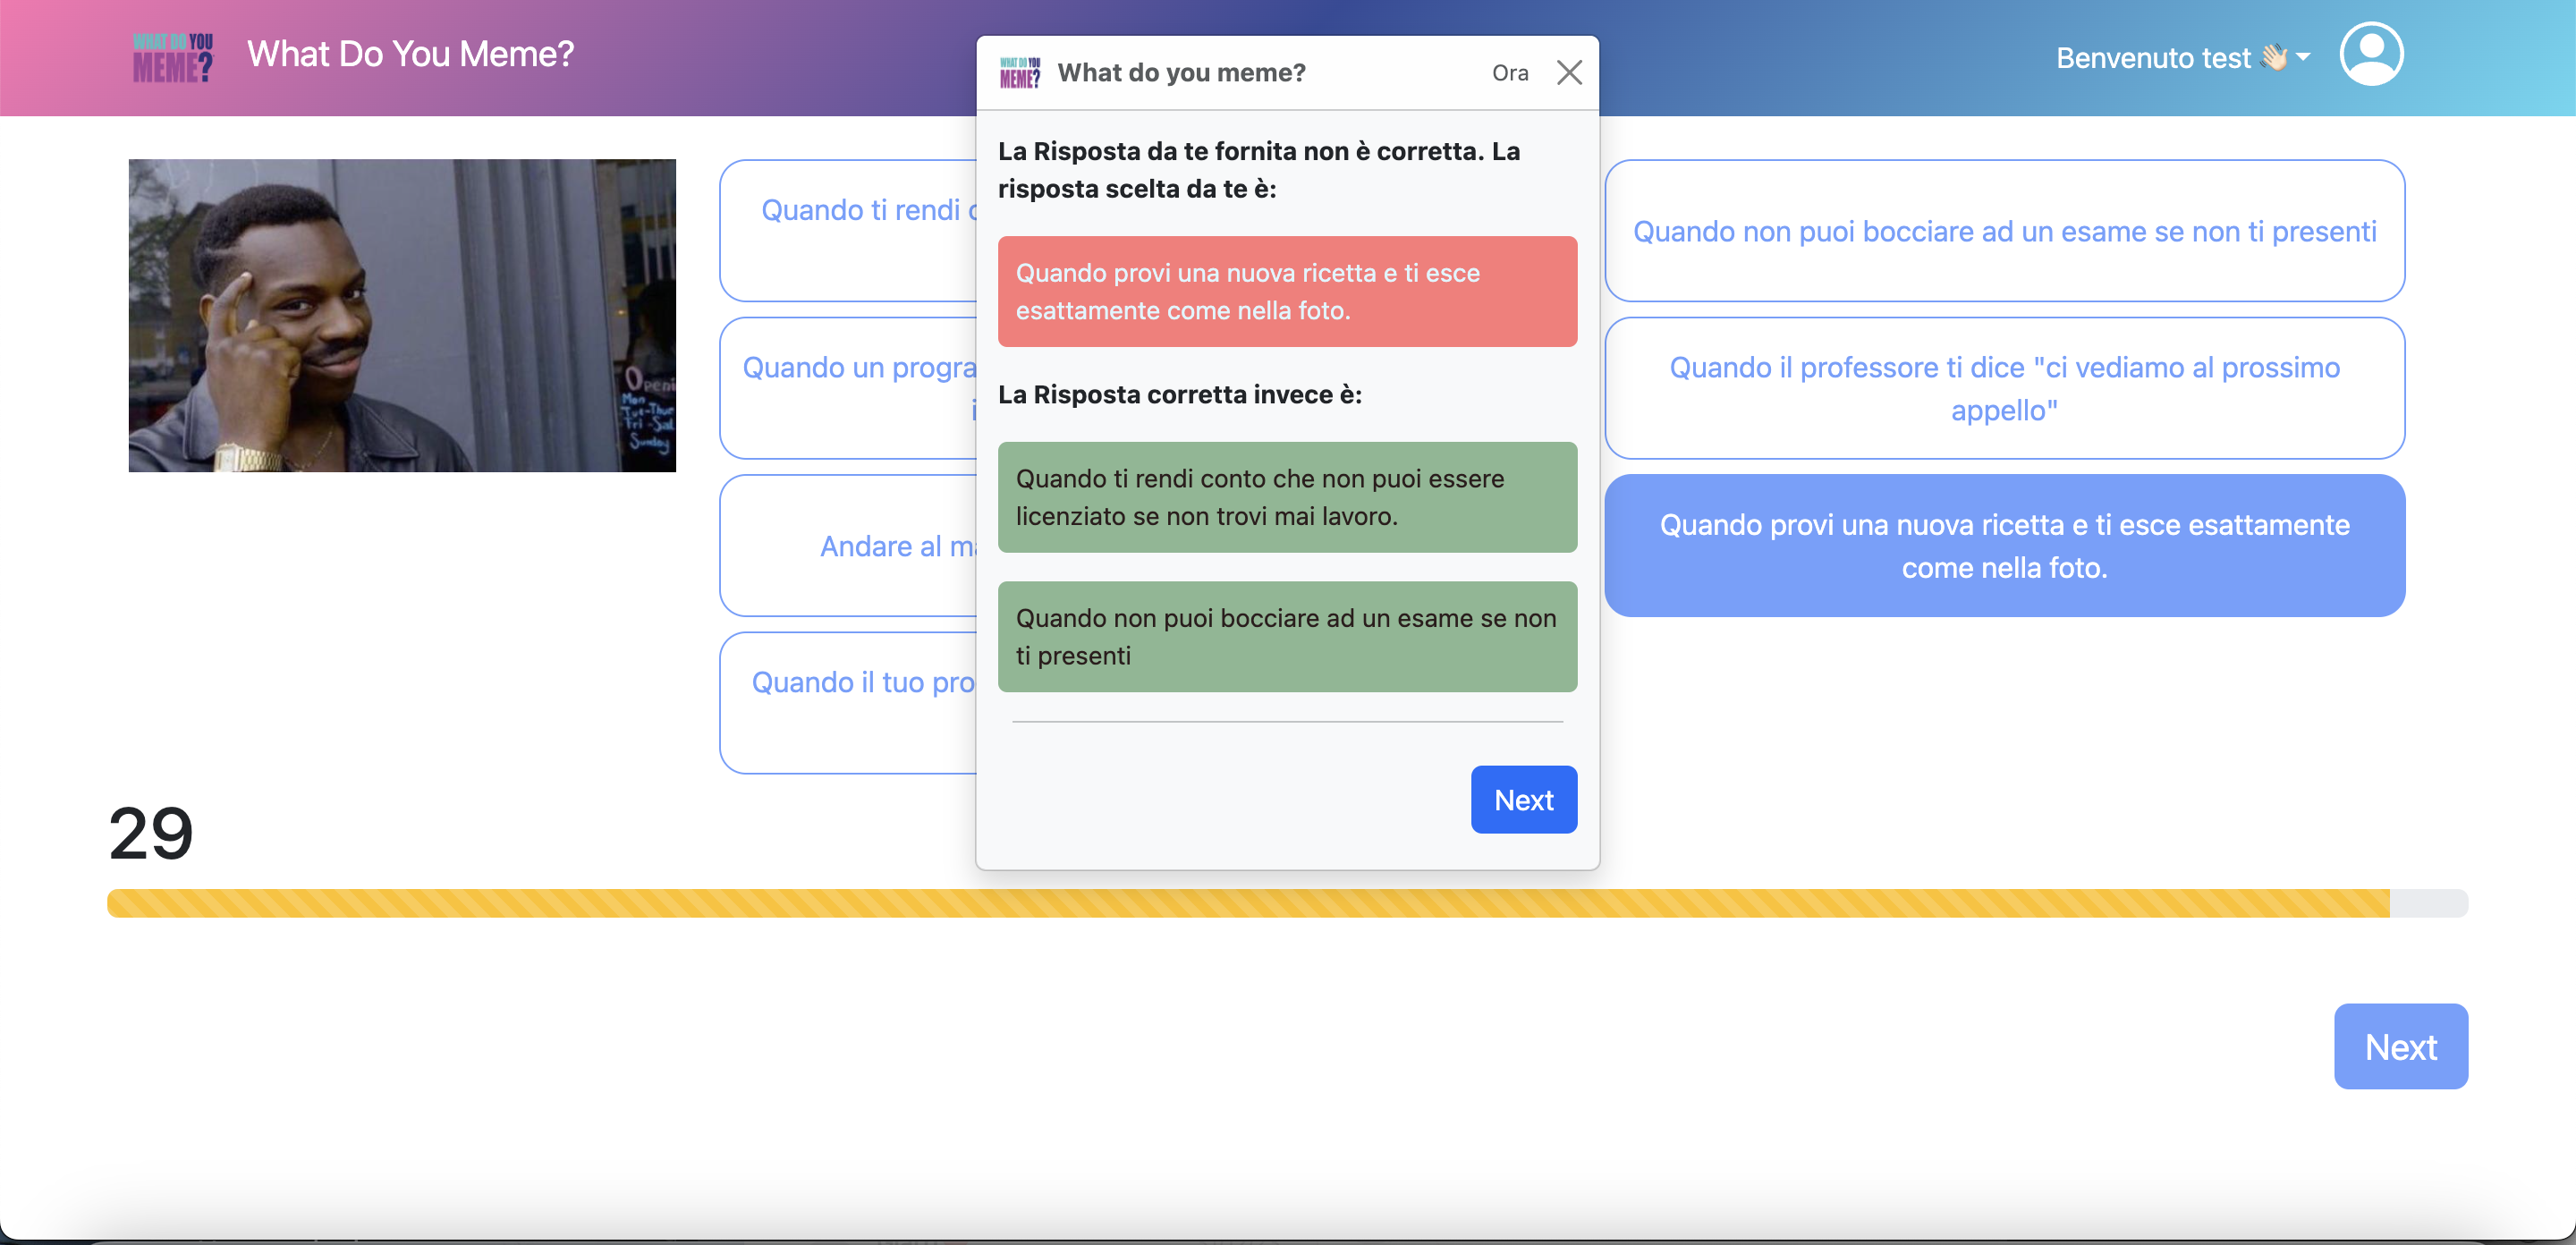 WHAT DO YOU
MEME?
What Do You Meme?
Benvenuto test
WHAT DO YOU
MEME?
What do you meme?
Ora
La Risposta da te fornita non è corretta. La
risposta scelta da te è:
Quando provi una nuova ricetta e ti esce
esattamente come nella foto.
La Risposta corretta invece è:
Quando ti rendi conto che non puoi essere
licenziato se non trovi mai lavoro.
Quando non puoi bocciare ad un esame se non
ti presenti
Next
Quando ti rendi
Quando un
Andare al
Quando il tuo
Quando non puoi bocciare ad un esame se non ti presenti
Quando il professore ti dice "ci vediamo al prossimo
appello"
Quando provi una nuova ricetta e ti esce esattamente
come nella foto.
Mon
Tue-Thur
Fri-Sat
Sunday
29
Next